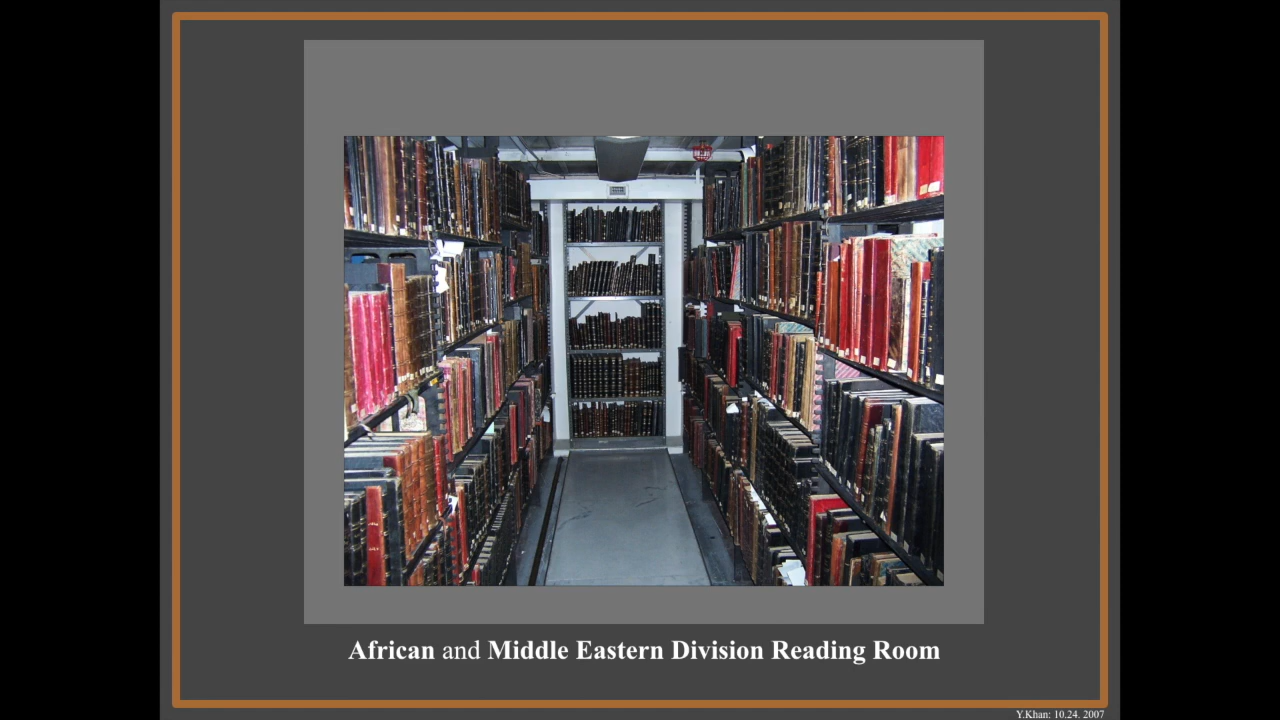 African and Middle Eastern Division Reading Room
Y.Khan: 10.24. 2007